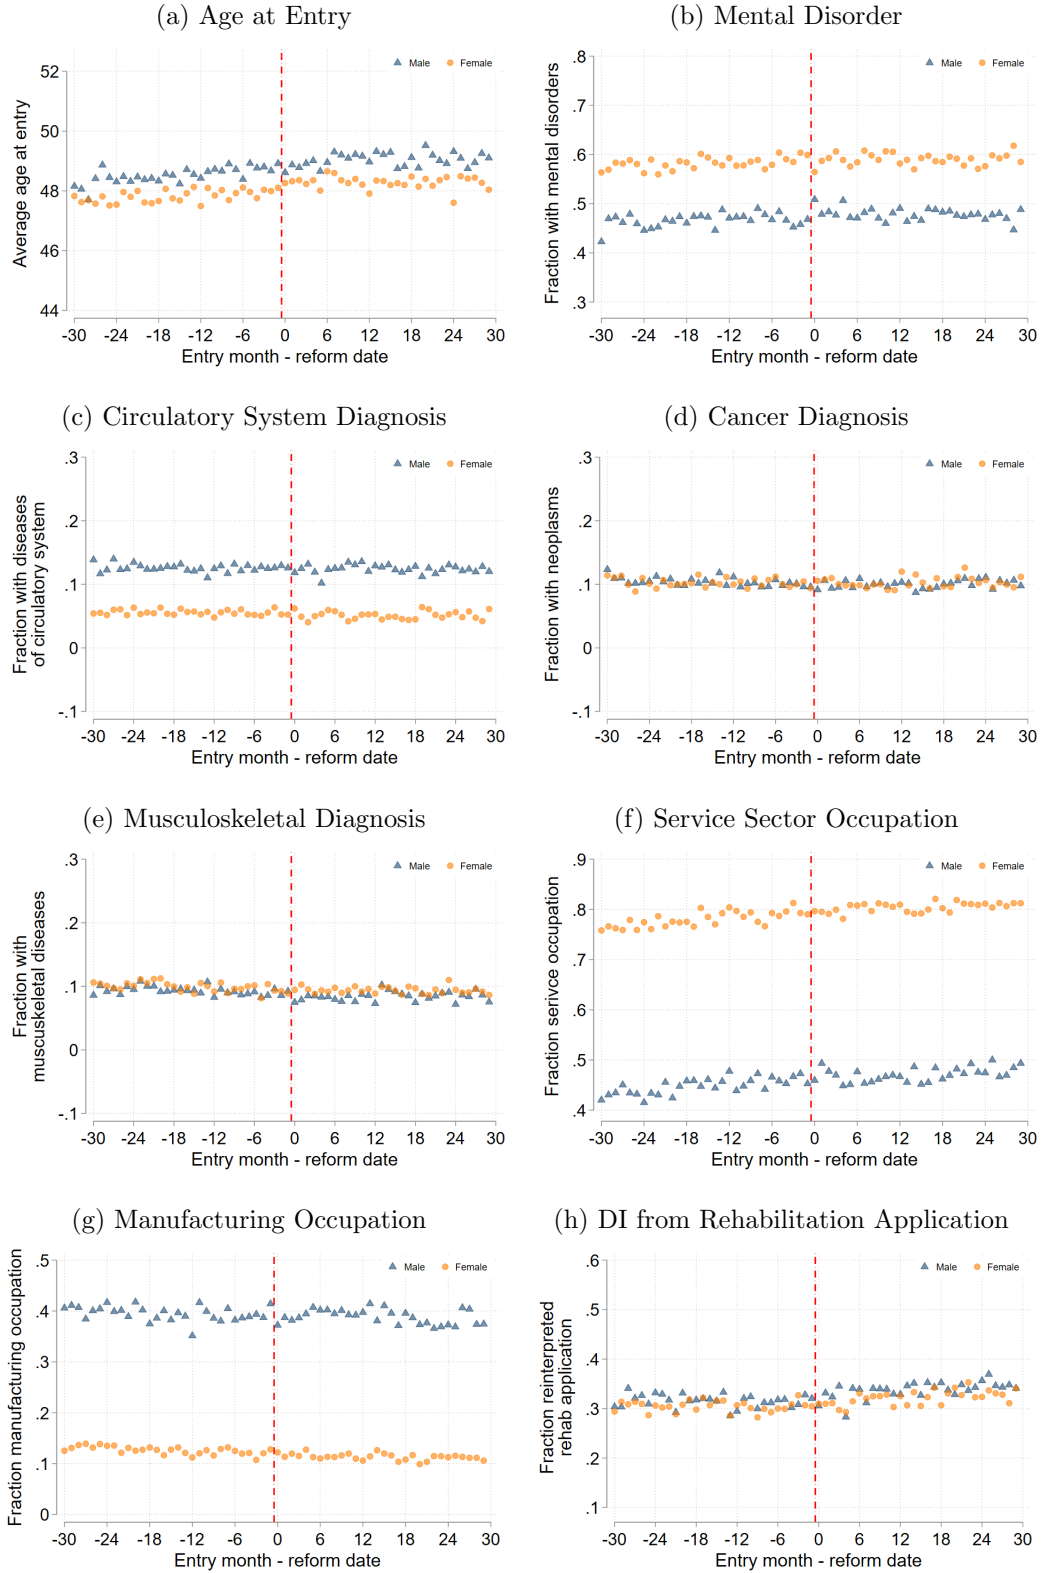 (a) Age at Entry
Male Female
52
50
48
46
44
Average age at entry
-30 -24 -18 -12 -6 0 6 12 18 24 30
Entry month - reform date
(b) Mental Disorder
Male Female
.8
.7
.6
.5
.4
.3
Fraction with mental disorders
-30 -24 -18 -12 -6 0 6 12 18 24 30
Entry month - reform date
(c) Circulatory System Diagnosis
Male Female
.3
.2
.1
0
-.1
Fraction with diseases
of circulatory system
-30 -24 -18 -12 -6 0 6 12 18 24 30
Entry month - reform date
(d) Cancer Diagnosis
Male Female
.3
.2
.1
0
-.1
Fraction with neoplasms
-30 -24 -18 -12 -6 0 6 12 18 24 30
Entry month - reform date
(e) Musculoskeletal Diagnosis
Male Female
.3
.2
.1
0
-.1
Fraction with
muscuskeletal diseases
-30 -24 -18 -12 -6 0 6 12 18 24 30
Entry month - reform date
(f) Service Sector Occupation
Male Female
.9
.8
.7
.6
.5
.4
Fraction serivce occupation
-30 -24 -18 -12 -6 0 6 12 18 24 30
Entry month - reform date
(g) Manufacturing Occupation
Male Female
.5
.4
.3
.2
.1
0
Fraction manufacturing occupation
-30 -24 -18 -12 -6 0 6 12 18 24 30
Entry month - reform date
(h) DI from Rehabilitation Application
Male Female
.6
.5
.4
.3
.2
.1
Fraction reinterpreted
rehab application
-30 -24 -18 -12 -6 0 6 12 18 24 30
Entry month - reform date